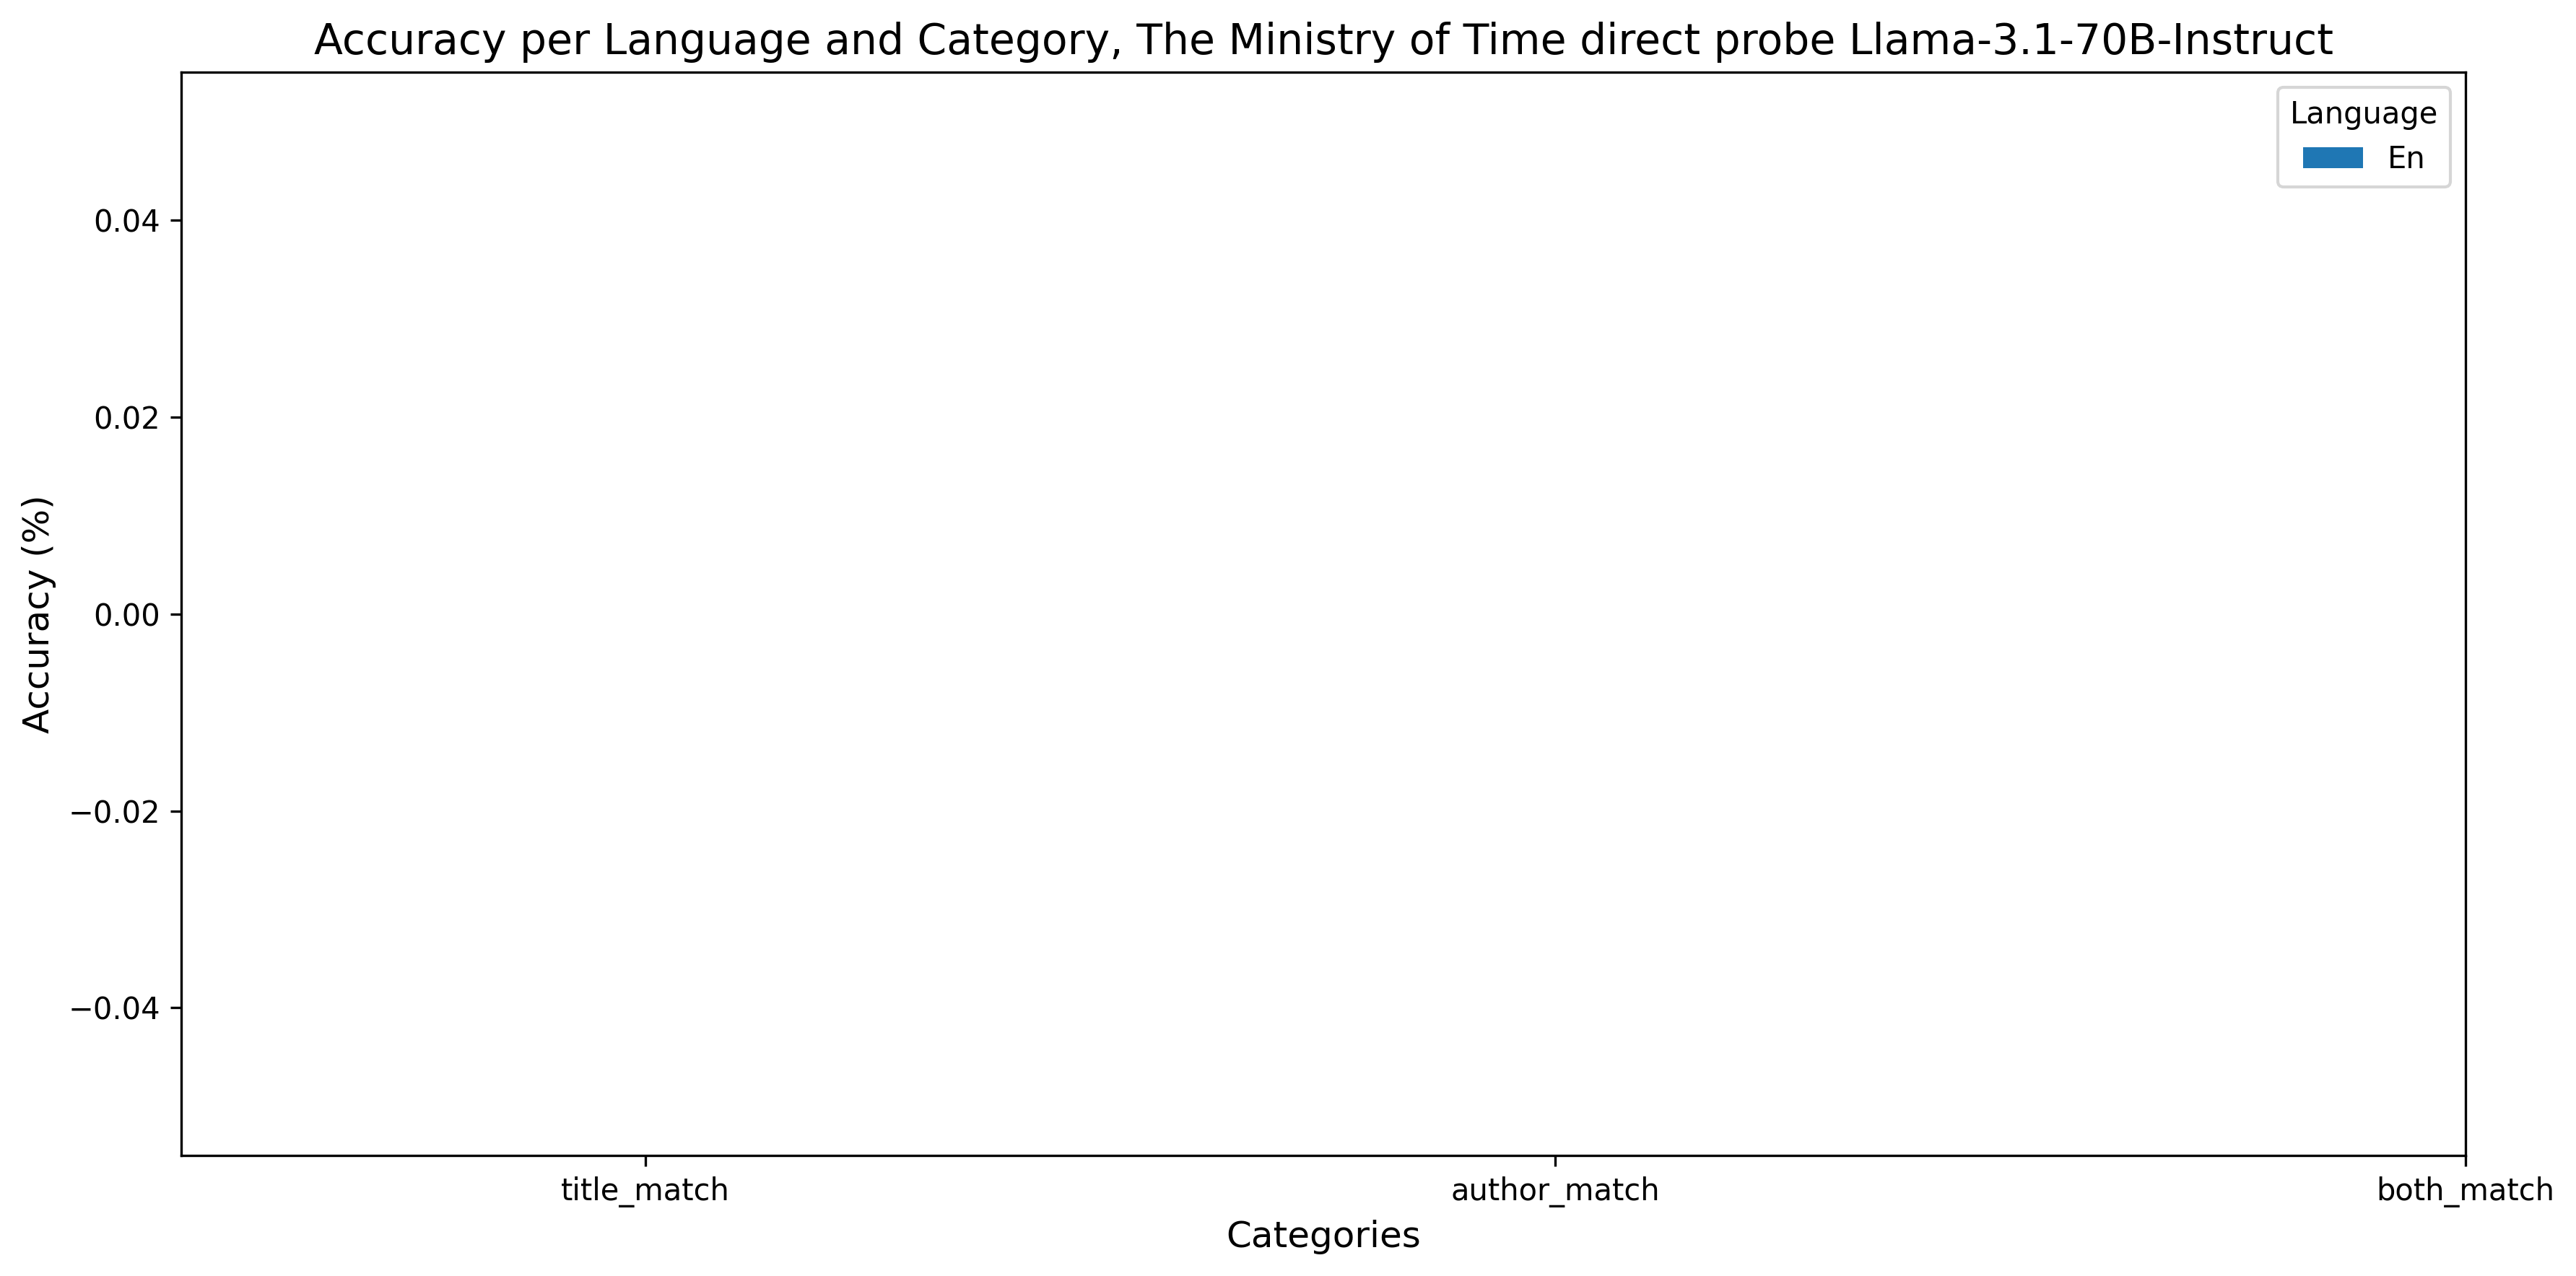 Accuracy per Language and Category, The Ministry of Time direct probe Llama-3.1-70B-Instruct
Language
En
Accuracy (%)
0.04
0.02
0.00
−0.02
−0.04
title_match
author_match
both_match
Categories